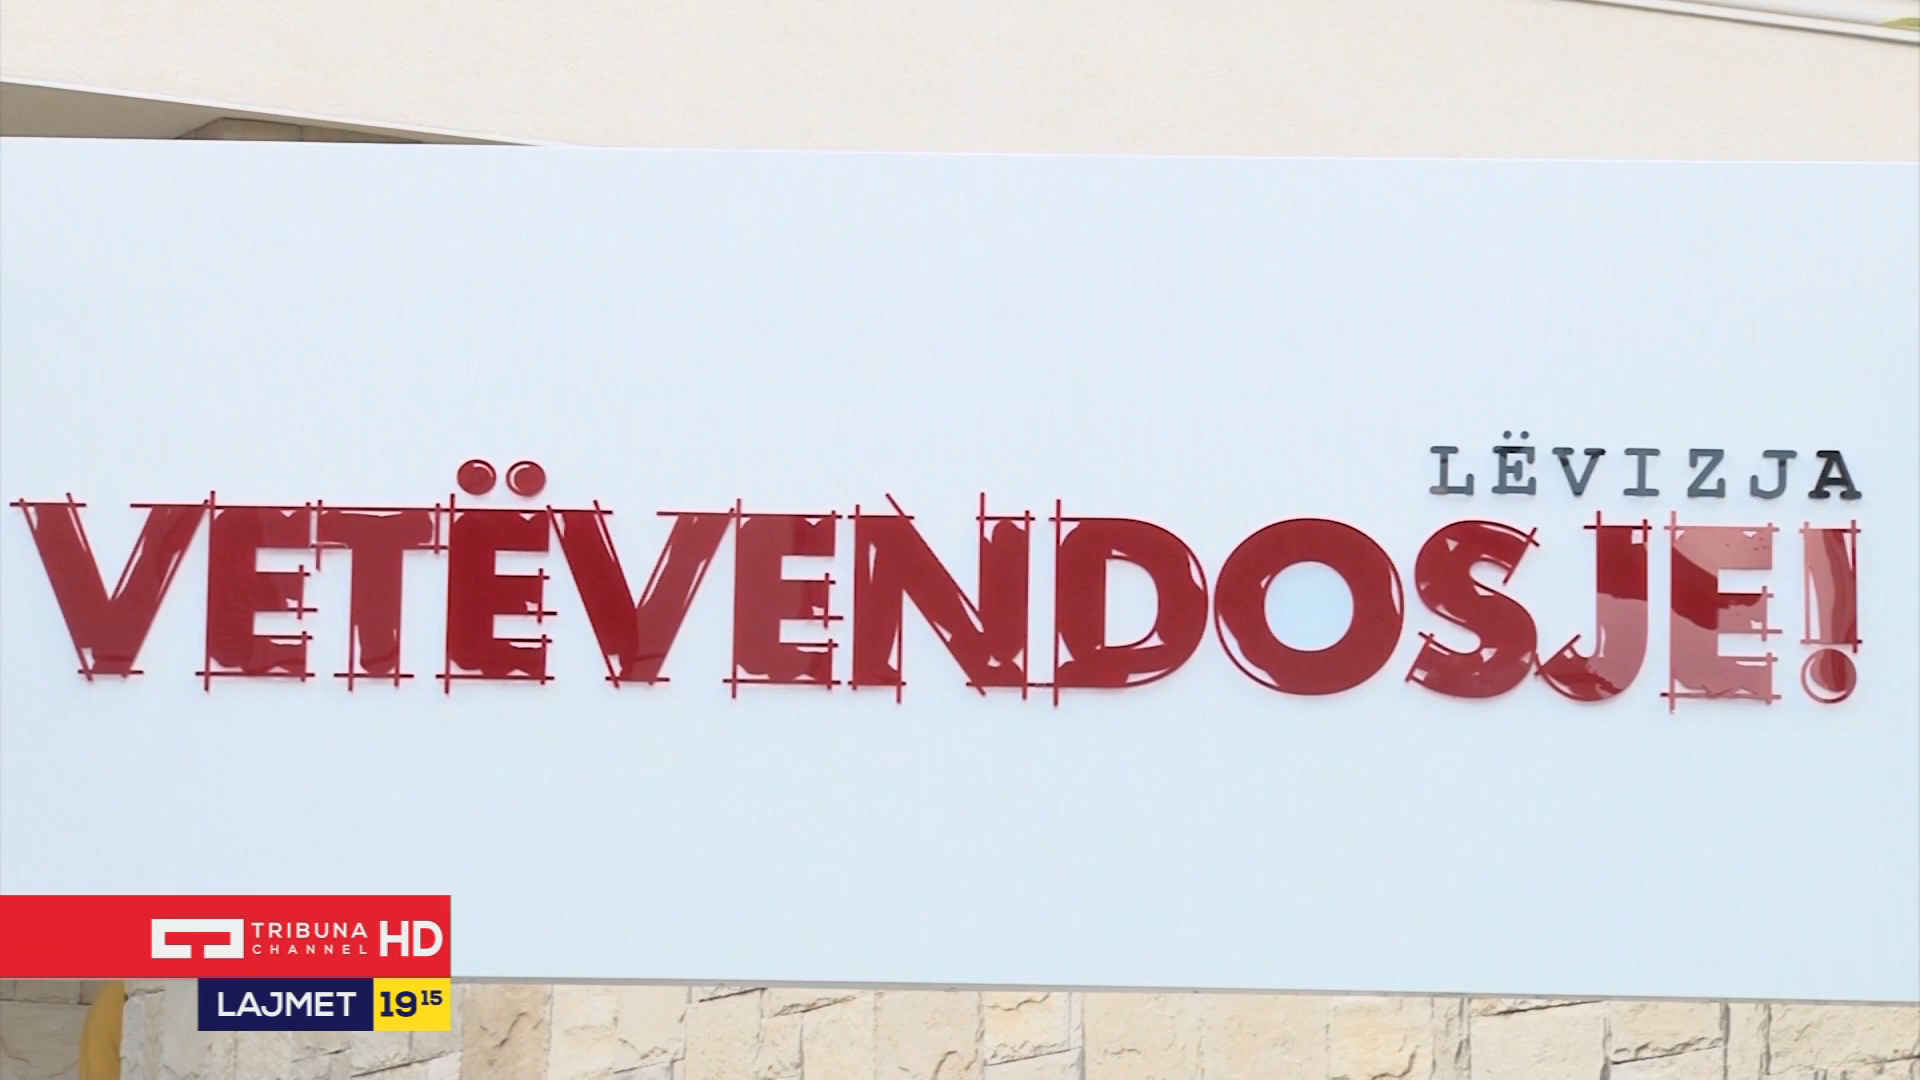 LËVIZJA
VETËVENDOSJE!
TRIBUNA
CHANNEL
HD
LAJMET 19 15